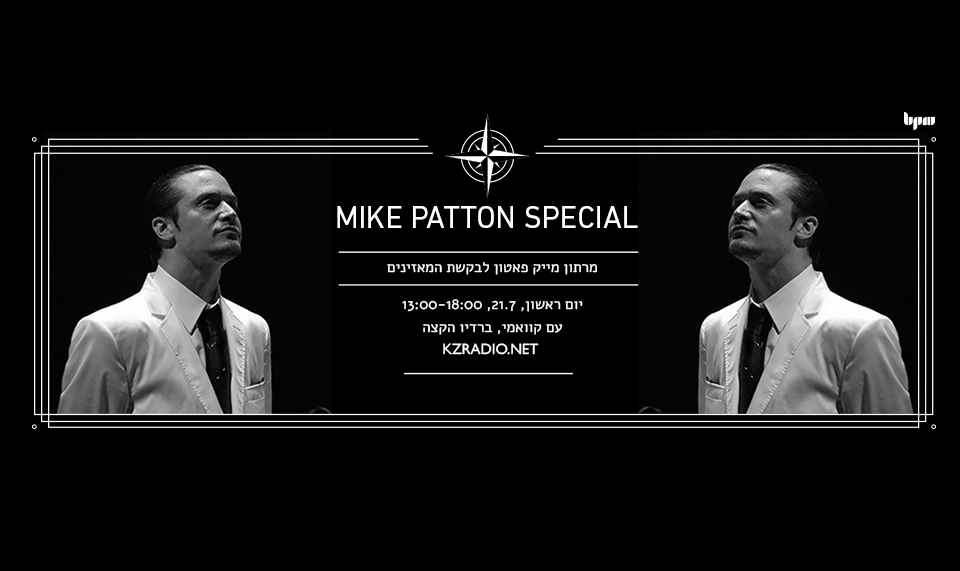 bpm
MIKE PATTON SPECIAL
מרתון מייק פאטון לבקשת המאזינים
יום ראשון, 21.7, 13:00-18:00
עם קוואמי, ברדיו הקצה
KZRADIO.NET